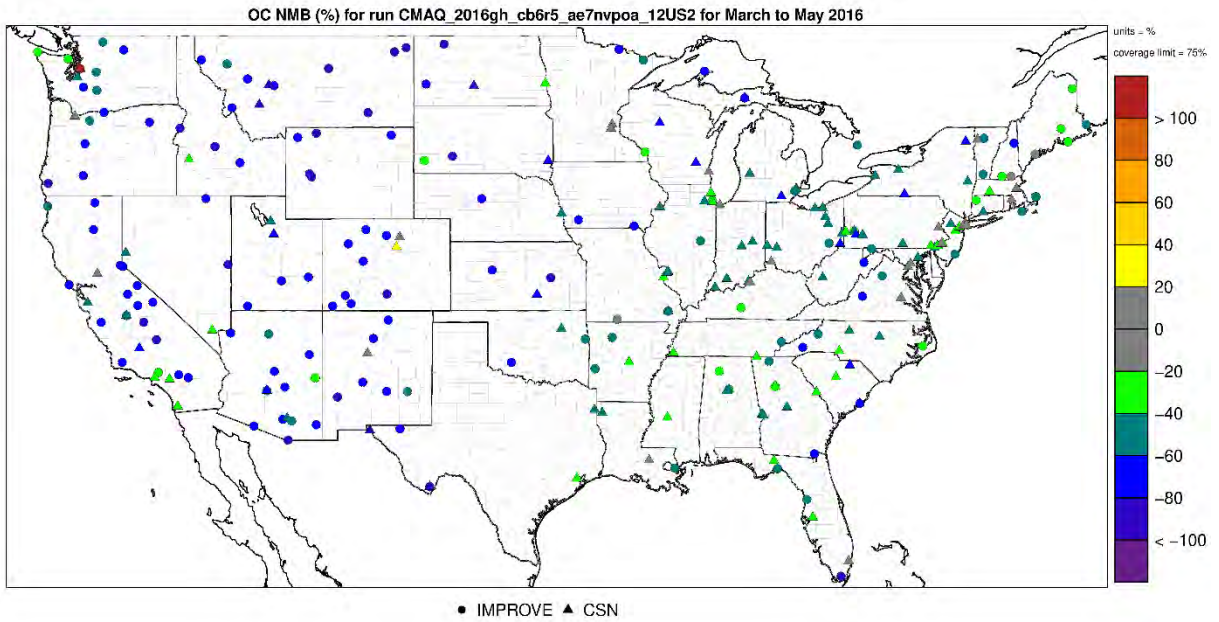 OC NMB (%) for run CMAQ_2016gh_cb6r5_ae7nvpoa_12US2 for March to May 2016
units = %
coverage limit = 75%
> 100
80
60
40
20
0
−20
−40
−60
−80
< −100
● IMPROVE ▲ CSN